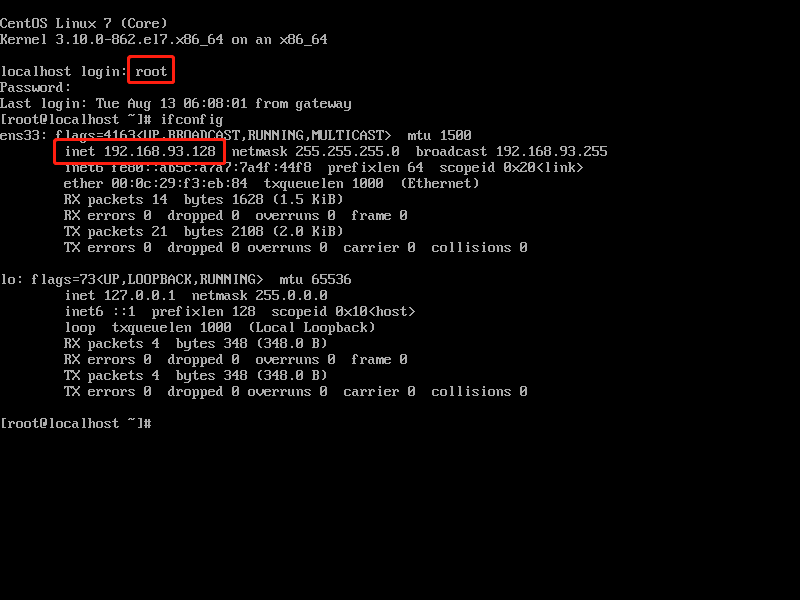 CentOS Linux 7 (Core)
Kernel 3.10.0-862.el7.x86_64 on an x86_64
localhost login: root
Password:
Last login: Tue Aug 13 06:08:01 from gateway
[root@localhost ~]# ifconfig
ens33: flags=4163<UP,BROADCAST,RUNNING,MULTICAST>  mtu 1500
inet 192.168.93.128  netmask 255.255.255.0  broadcast 192.168.93.255
inet6 fe80::ab5c:a7a7:7a4f:44f8  prefixlen 64  scopeid 0x20<link>
ether 00:0c:29:f3:eb:84  txqueuelen 1000  (Ethernet)
RX packets 14  bytes 1628 (1.5 KiB)
RX errors 0  dropped 0  overruns 0  frame 0
TX packets 21  bytes 2108 (2.0 KiB)
TX errors 0  dropped 0 overruns 0  carrier 0  collisions 0
lo: flags=73<UP,LOOPBACK,RUNNING>  mtu 65536
inet 127.0.0.1  netmask 255.0.0.0
inet6 ::1  prefixlen 128  scopeid 0x10<host>
loop  txqueuelen 1000  (Local Loopback)
RX packets 4  bytes 348 (348.0 B)
RX errors 0  dropped 0  overruns 0  frame 0
TX packets 4  bytes 348 (348.0 B)
TX errors 0  dropped 0 overruns 0  carrier 0  collisions 0
[root@localhost ~]#